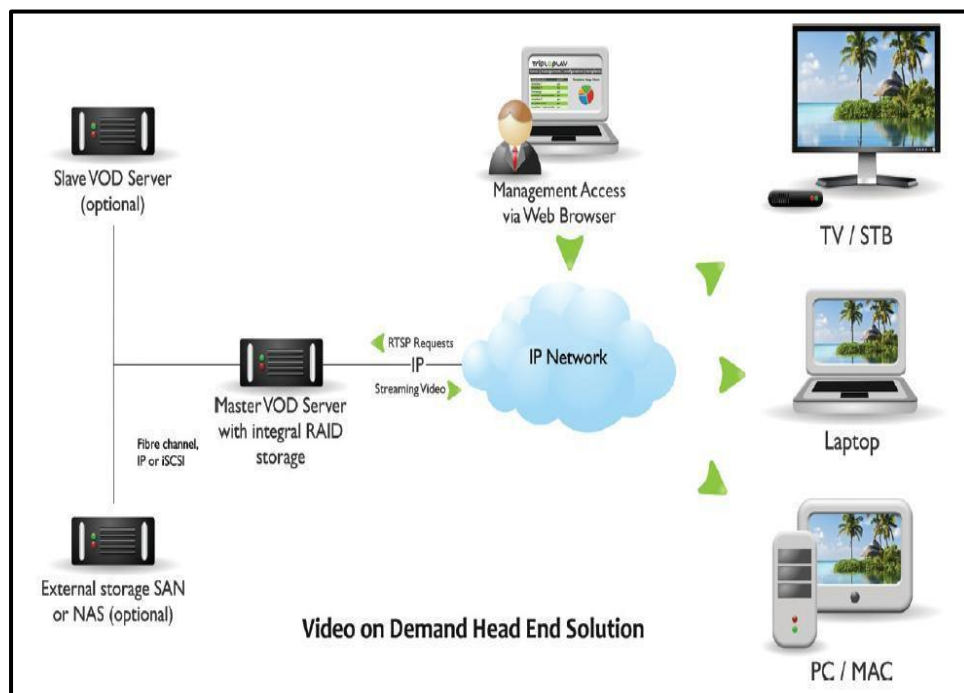 TRIPLEPLAY
Slave VOD Server
(optional)
Management Access
via Web Browser
TV / STB
RTSP Requests
IP
Streaming Video
IP Network
Master VOD Server
with integral RAID
storage
Fibre channel,
IP or iSCSI
Laptop
External storage SAN
or NAS (optional)
Video on Demand Head End Solution
PC / MAC